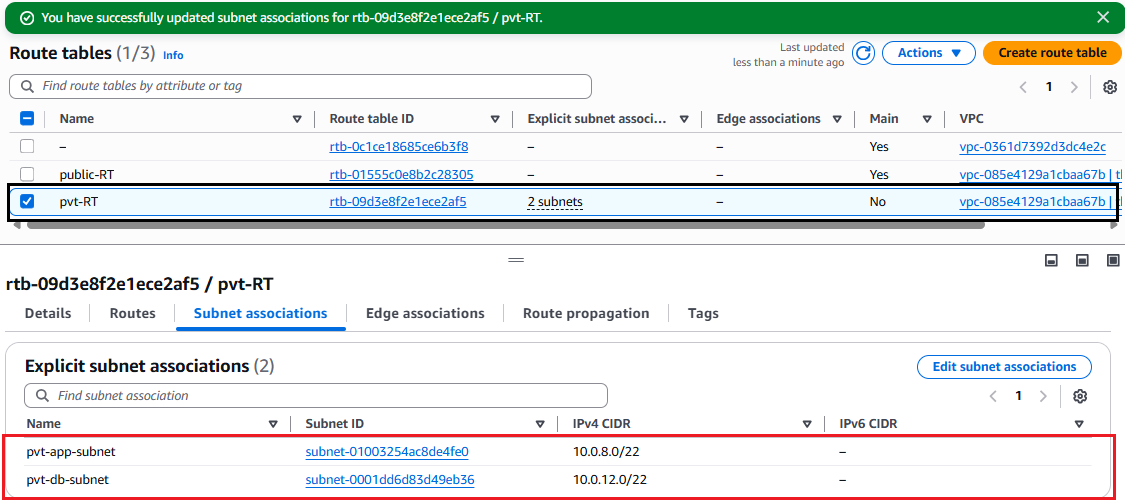 You have successfully updated subnet associations for rtb-09d3e8f2e1ece2af5 / pvt-RT.
Route tables (1/3) Info
Last updated
less than a minute ago
Actions
Create route table
Find route tables by attribute or tag
1
Name Route table ID Explicit subnet associ... Edge associations Main VPC
– rtb-0c1ce18685ce6b3f8 – – Yes vpc-0361d7392d3dc4e2c
public-RT rtb-01555c0e8b2c28305 – – Yes vpc-085e4129a1cbaa67b |
pvt-RT rtb-09d3e8f2e1ece2af5 2 subnets – No vpc-085e4129a1cbaa67b |
rtb-09d3e8f2e1ece2af5 / pvt-RT
Details Routes Subnet associations Edge associations Route propagation Tags
Explicit subnet associations (2)
Edit subnet associations
Find subnet association
1
Name Subnet ID IPv4 CIDR IPv6 CIDR
pvt-app-subnet subnet-01003254ac8de4fe0 10.0.8.0/22 –
pvt-db-subnet subnet-0001dd6d83d49eb36 10.0.12.0/22 –